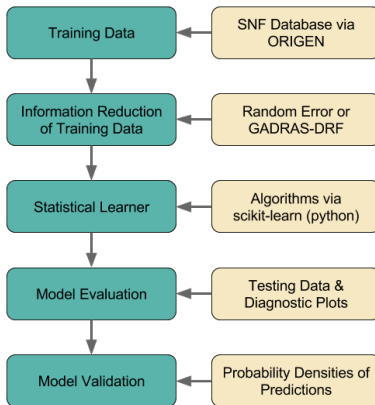 Training Data
SNF Database via
ORIGEN
Information Reduction
of Training Data
Random Error or
GADRAS-DRF
Statistical Learner
Algorithms via
scikit-learn (python)
Model Evaluation
Testing Data &
Diagnostic Plots
Model Validation
Probability Densities of
Predictions